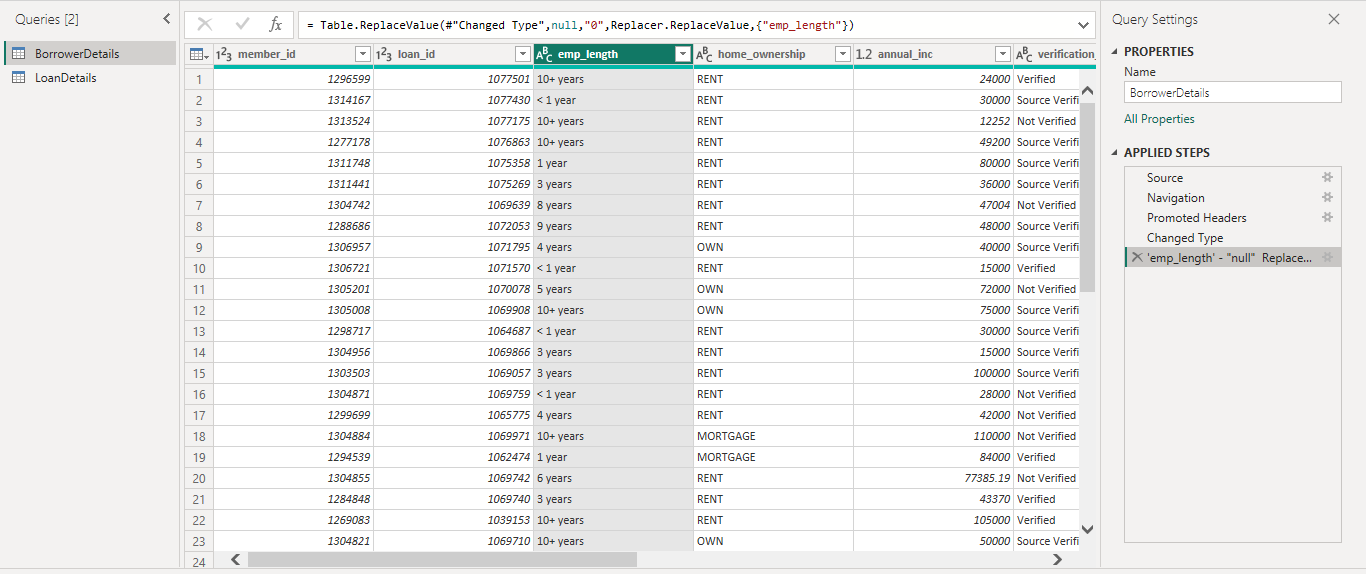 Queries [2]
BorrowerDetails
LoanDetails
fx = Table.ReplaceValue(#"Changed Type",null,"0",Replacer.ReplaceValue,{"emp_length"})
123 member_id 123 loan_id ABC emp_length ABC home_ownership 1.2 annual_inc ABC verification_
1 1296599 1077501 10+ years RENT 24000 Verified
2 1314167 1077430 < 1 year RENT 30000 Source Verifi
3 1313524 1077175 10+ years RENT 12252 Not Verified
4 1277178 1076863 10+ years RENT 49200 Source Verifi
5 1311748 1075358 1 year RENT 80000 Source Verifi
6 1311441 1075269 3 years RENT 36000 Source Verifi
7 1304742 1069639 8 years RENT 47004 Not Verified
8 1288686 1072053 9 years RENT 48000 Source Verifi
9 1306957 1071795 4 years OWN 40000 Source Verifi
10 1306721 1071570 < 1 year RENT 15000 Verified
11 1305201 1070078 5 years OWN 72000 Not Verified
12 1305008 1069908 10+ years OWN 75000 Source Verifi
13 1298717 1064687 < 1 year RENT 30000 Source Verifi
14 1304956 1069866 3 years RENT 15000 Source Verifi
15 1303503 1069057 3 years RENT 100000 Source Verifi
16 1304871 1069759 < 1 year RENT 28000 Not Verified
17 1299699 1065775 4 years RENT 42000 Not Verified
18 1304884 1069971 10+ years MORTGAGE 110000 Not Verified
19 1294539 1062474 1 year MORTGAGE 84000 Verified
20 1304855 1069742 6 years RENT 77385.19 Not Verified
21 1284848 1069740 3 years RENT 43370 Verified
22 1269083 1039153 10+ years RENT 105000 Verified
23 1304821 1069710 10+ years OWN 50000 Source Verifi
24
Query Settings
PROPERTIES
Name
BorrowerDetails
All Properties
APPLIED STEPS
Source
Navigation
Promoted Headers
Changed Type
'emp_length' - "null" Replace...